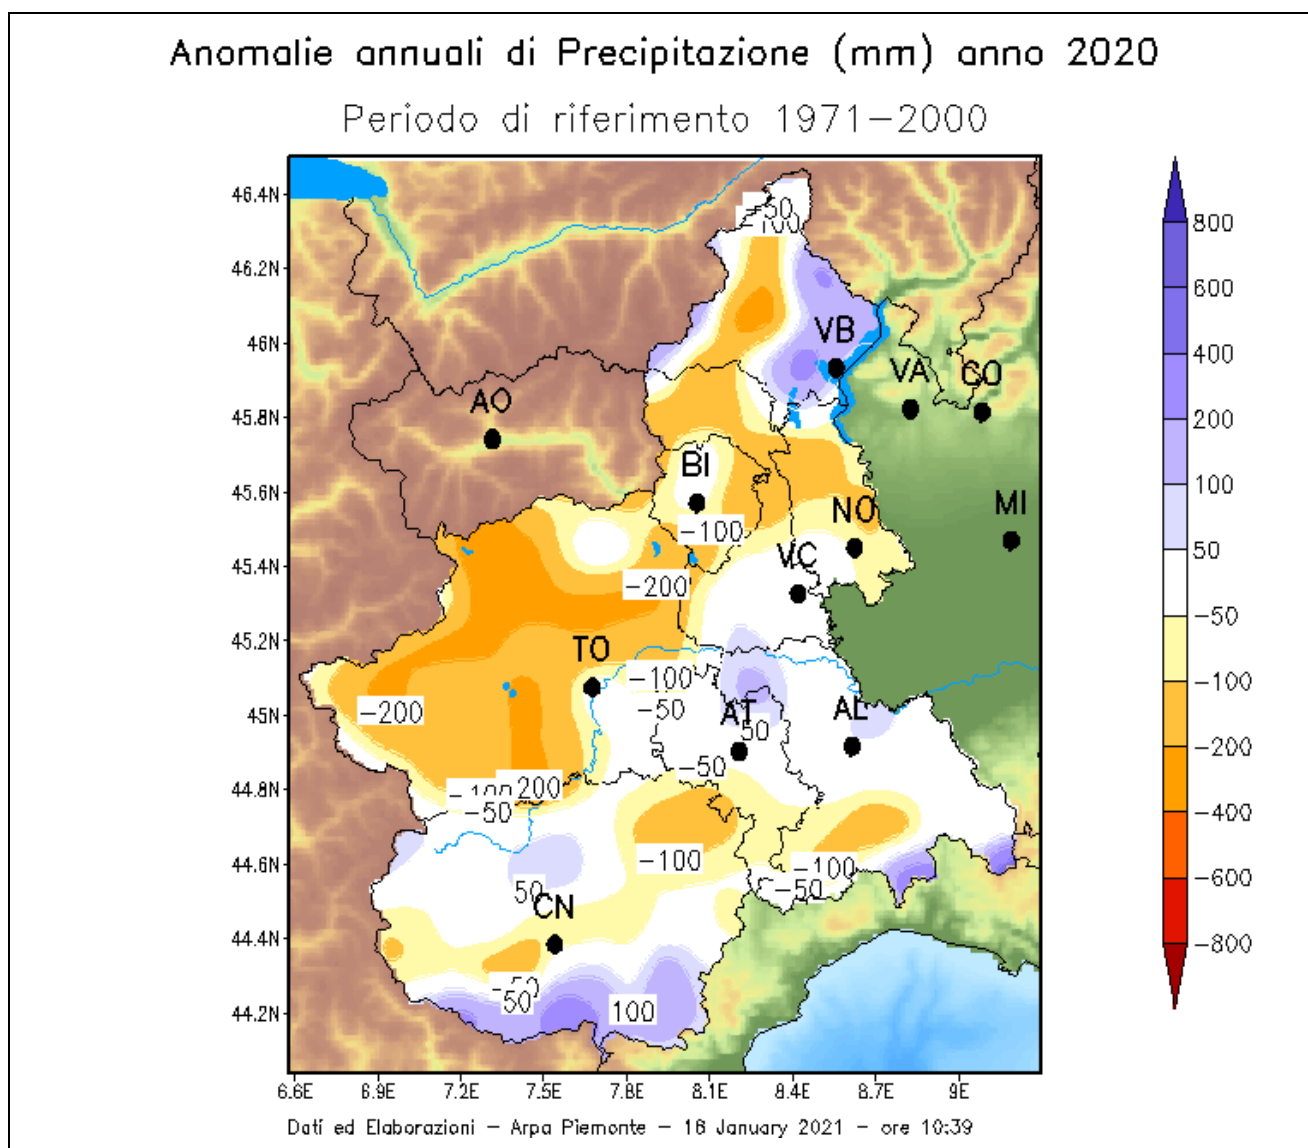 Anomalie annuali di Precipitazione (mm) anno 2020
Periodo di riferimento 1971-2000
46.4N
46.2N
46N
45.8N
45.6N
45.4N
45.2N
45N
44.8N
44.6N
44.4N
44.2N
6.6E 6.9E 7.2E 7.5E 7.8E 8.1E 8.4E 8.7E 9E
-50
-100
VB
VA
CO
AO
BI
MI
NO
-100
VC
-200
TO
-100
-50
-200
AT
AL
50
-50
-100
-200
-50
-100
-100
-50
50
CN
-50
50
100
800
600
400
200
100
50
-50
-100
-200
-400
-600
-800
Dati ed Elaborazioni - Arpa Piemonte - 16 January 2021 - ore 10:39